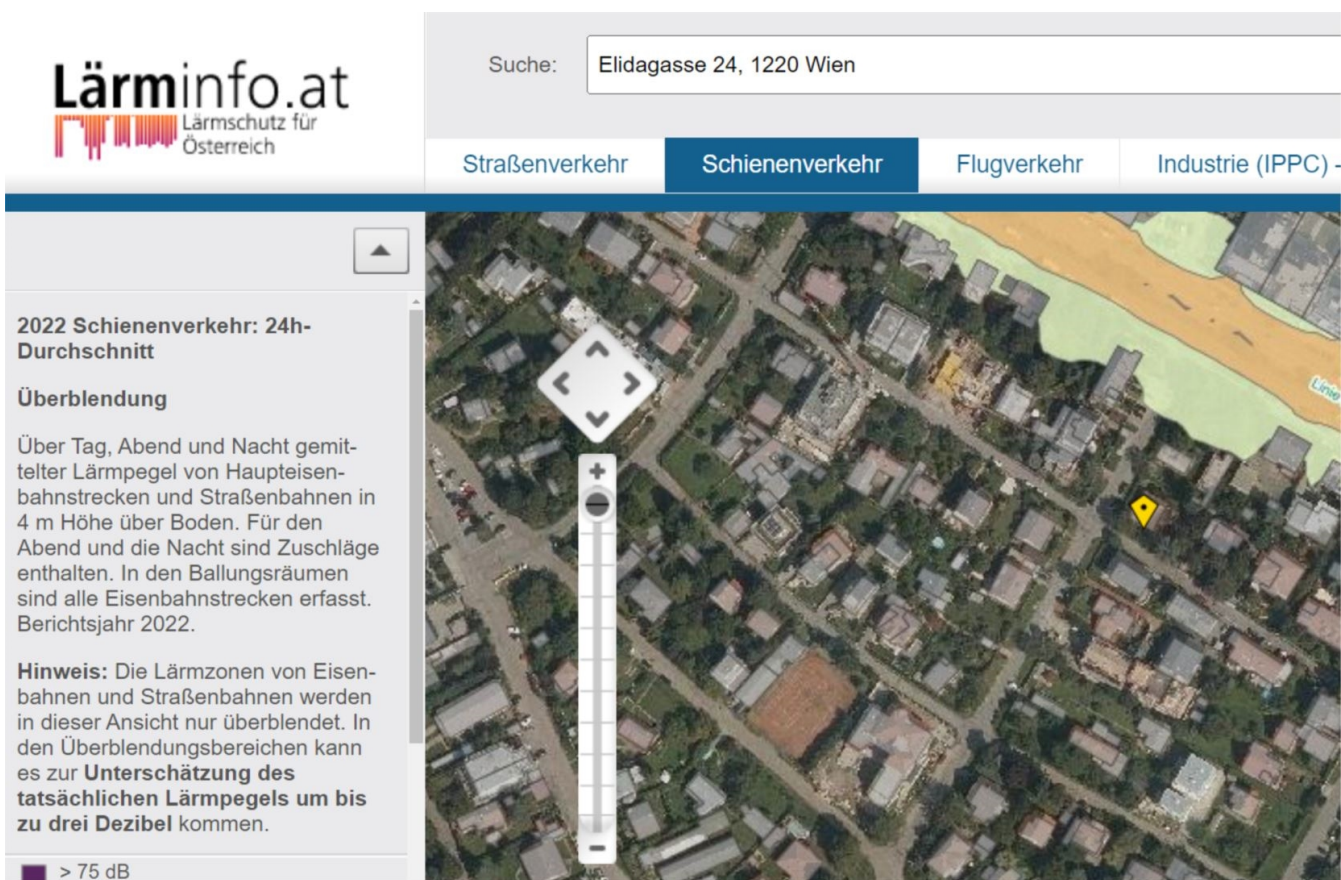 Lärminfo.at
Lärmschutz für
Österreich
Suche:
Elidagasse 24, 1220 Wien
Straßenverkehr
Schienenverkehr
Flugverkehr
Industrie (IPPC) -
2022 Schienenverkehr: 24h-
Durchschnitt
Überblendung
Über Tag, Abend und Nacht gemit-
telter Lärmpegel von Haupteisen-
bahnstrecken und Straßenbahnen in
4 m Höhe über Boden. Für den
Abend und die Nacht sind Zuschläge
enthalten. In den Ballungsräumen
sind alle Eisenbahnstrecken erfasst.
Berichtsjahr 2022.
Hinweis: Die Lärmzonen von Eisen-
bahnen und Straßenbahnen werden
in dieser Ansicht nur überblendet. In
den Überblendungsbereichen kann
es zur Unterschätzung des
tatsächlichen Lärmpegels um bis
zu drei Dezibel kommen.
> 75 dB
Linie